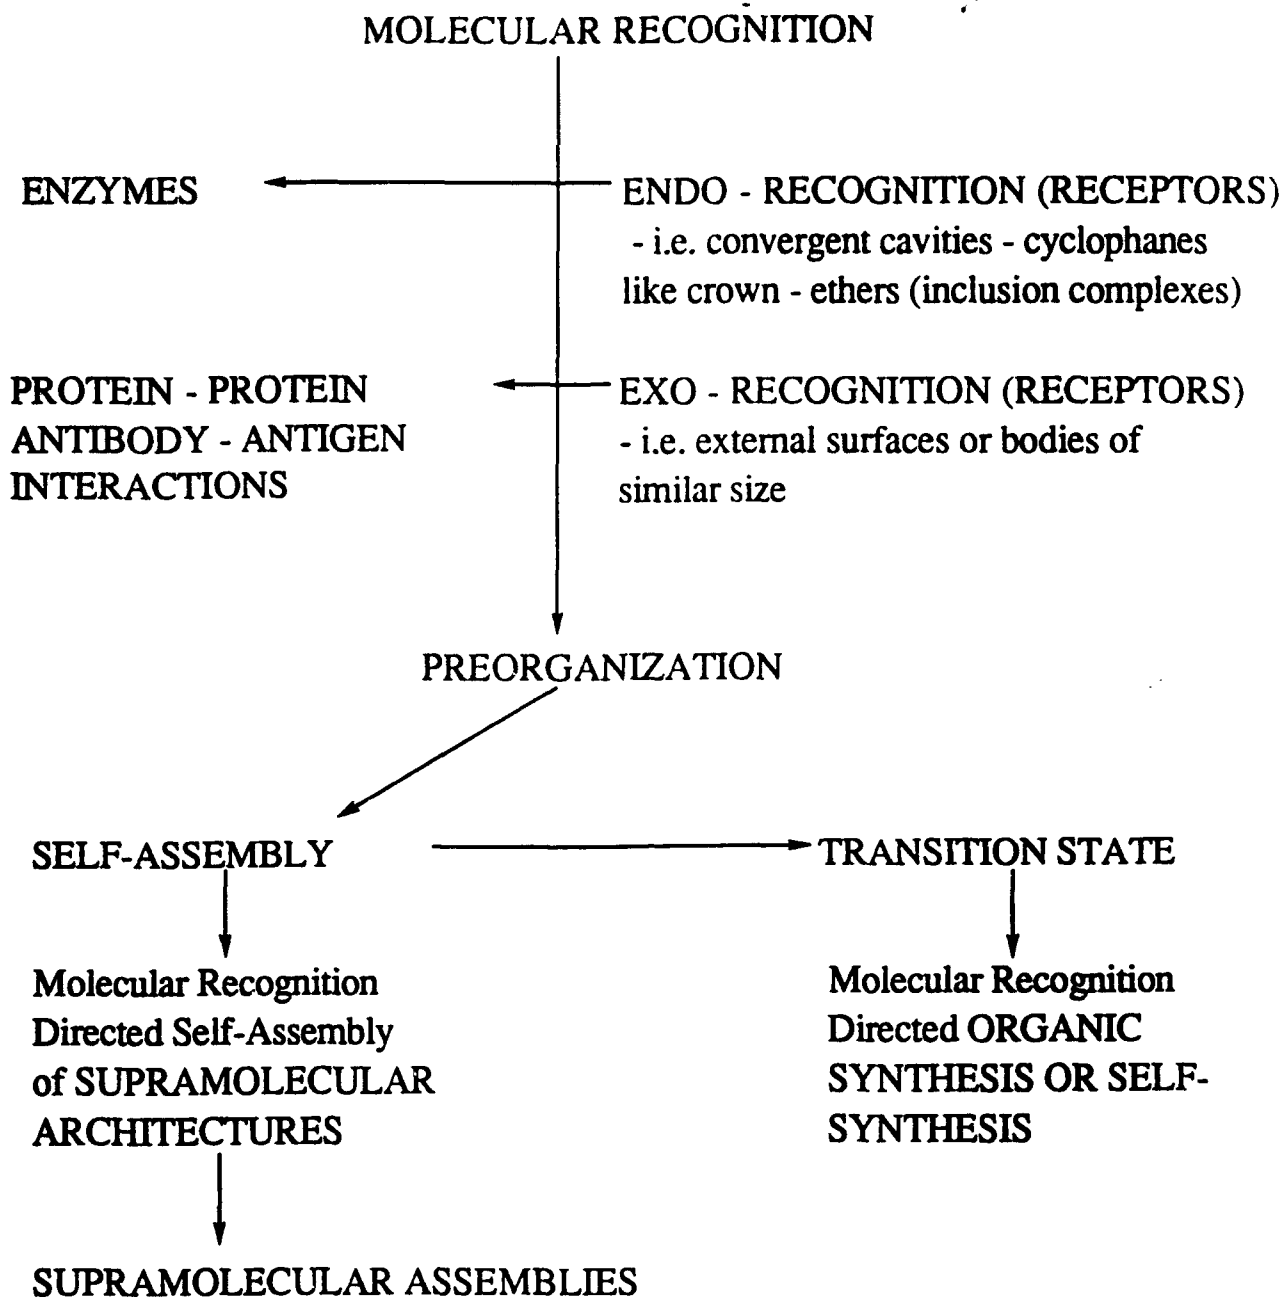 MOLECULAR RECOGNITION
ENZYMES
ENDO - RECOGNITION (RECEPTORS)
- i.e. convergent cavities - cyclophanes
like crown - ethers (inclusion complexes)
PROTEIN - PROTEIN
ANTIBODY - ANTIGEN
INTERACTIONS
EXO - RECOGNITION (RECEPTORS)
- i.e. external surfaces or bodies of
similar size
PREORGANIZATION
SELF-ASSEMBLY
TRANSITION STATE
Molecular Recognition
Directed Self-Assembly
of SUPRAMOLECULAR
ARCHITECTURES
Molecular Recognition
Directed ORGANIC
SYNTHESIS OR SELF-
SYNTHESIS
SUPRAMOLECULAR ASSEMBLIES